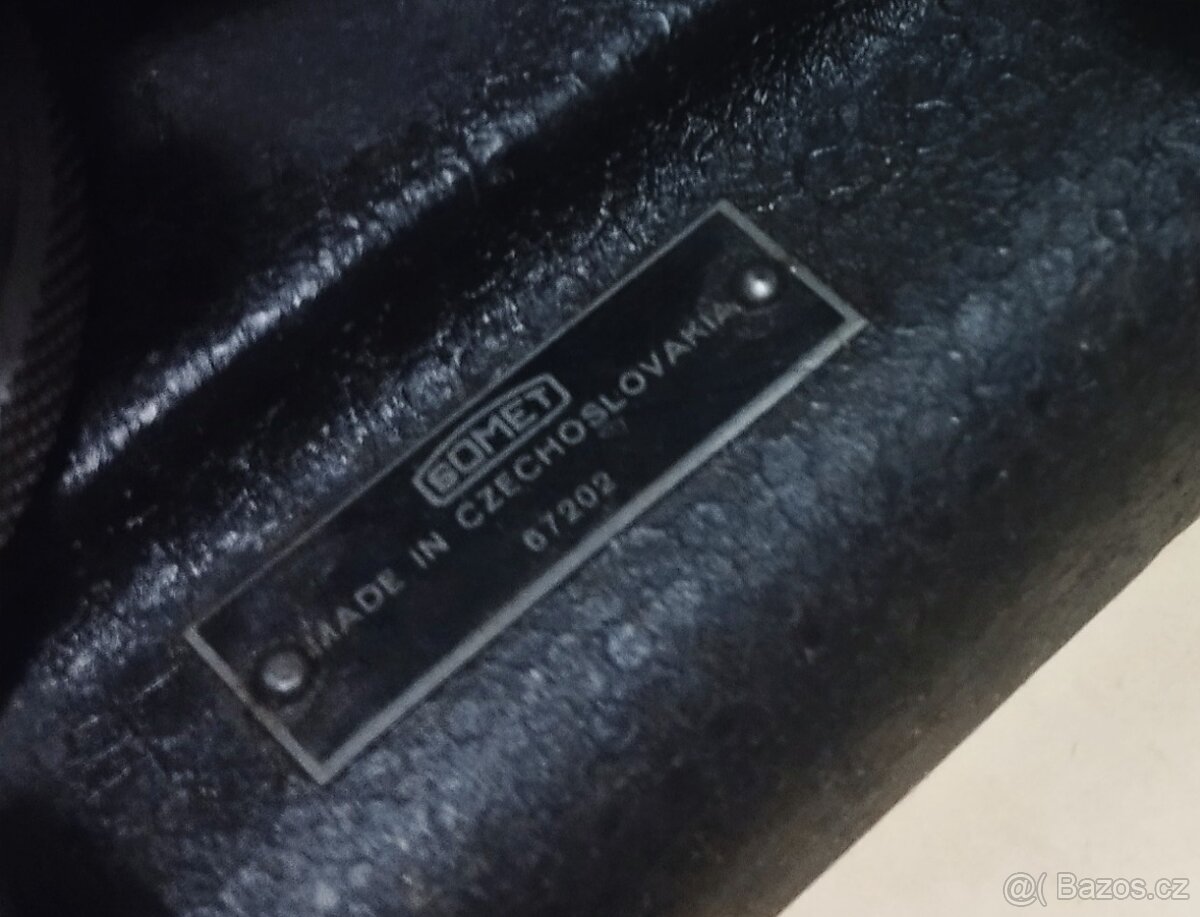 SOMET
MADE IN CZECHOSLOVAKIA
67202
@( Bazos.cz